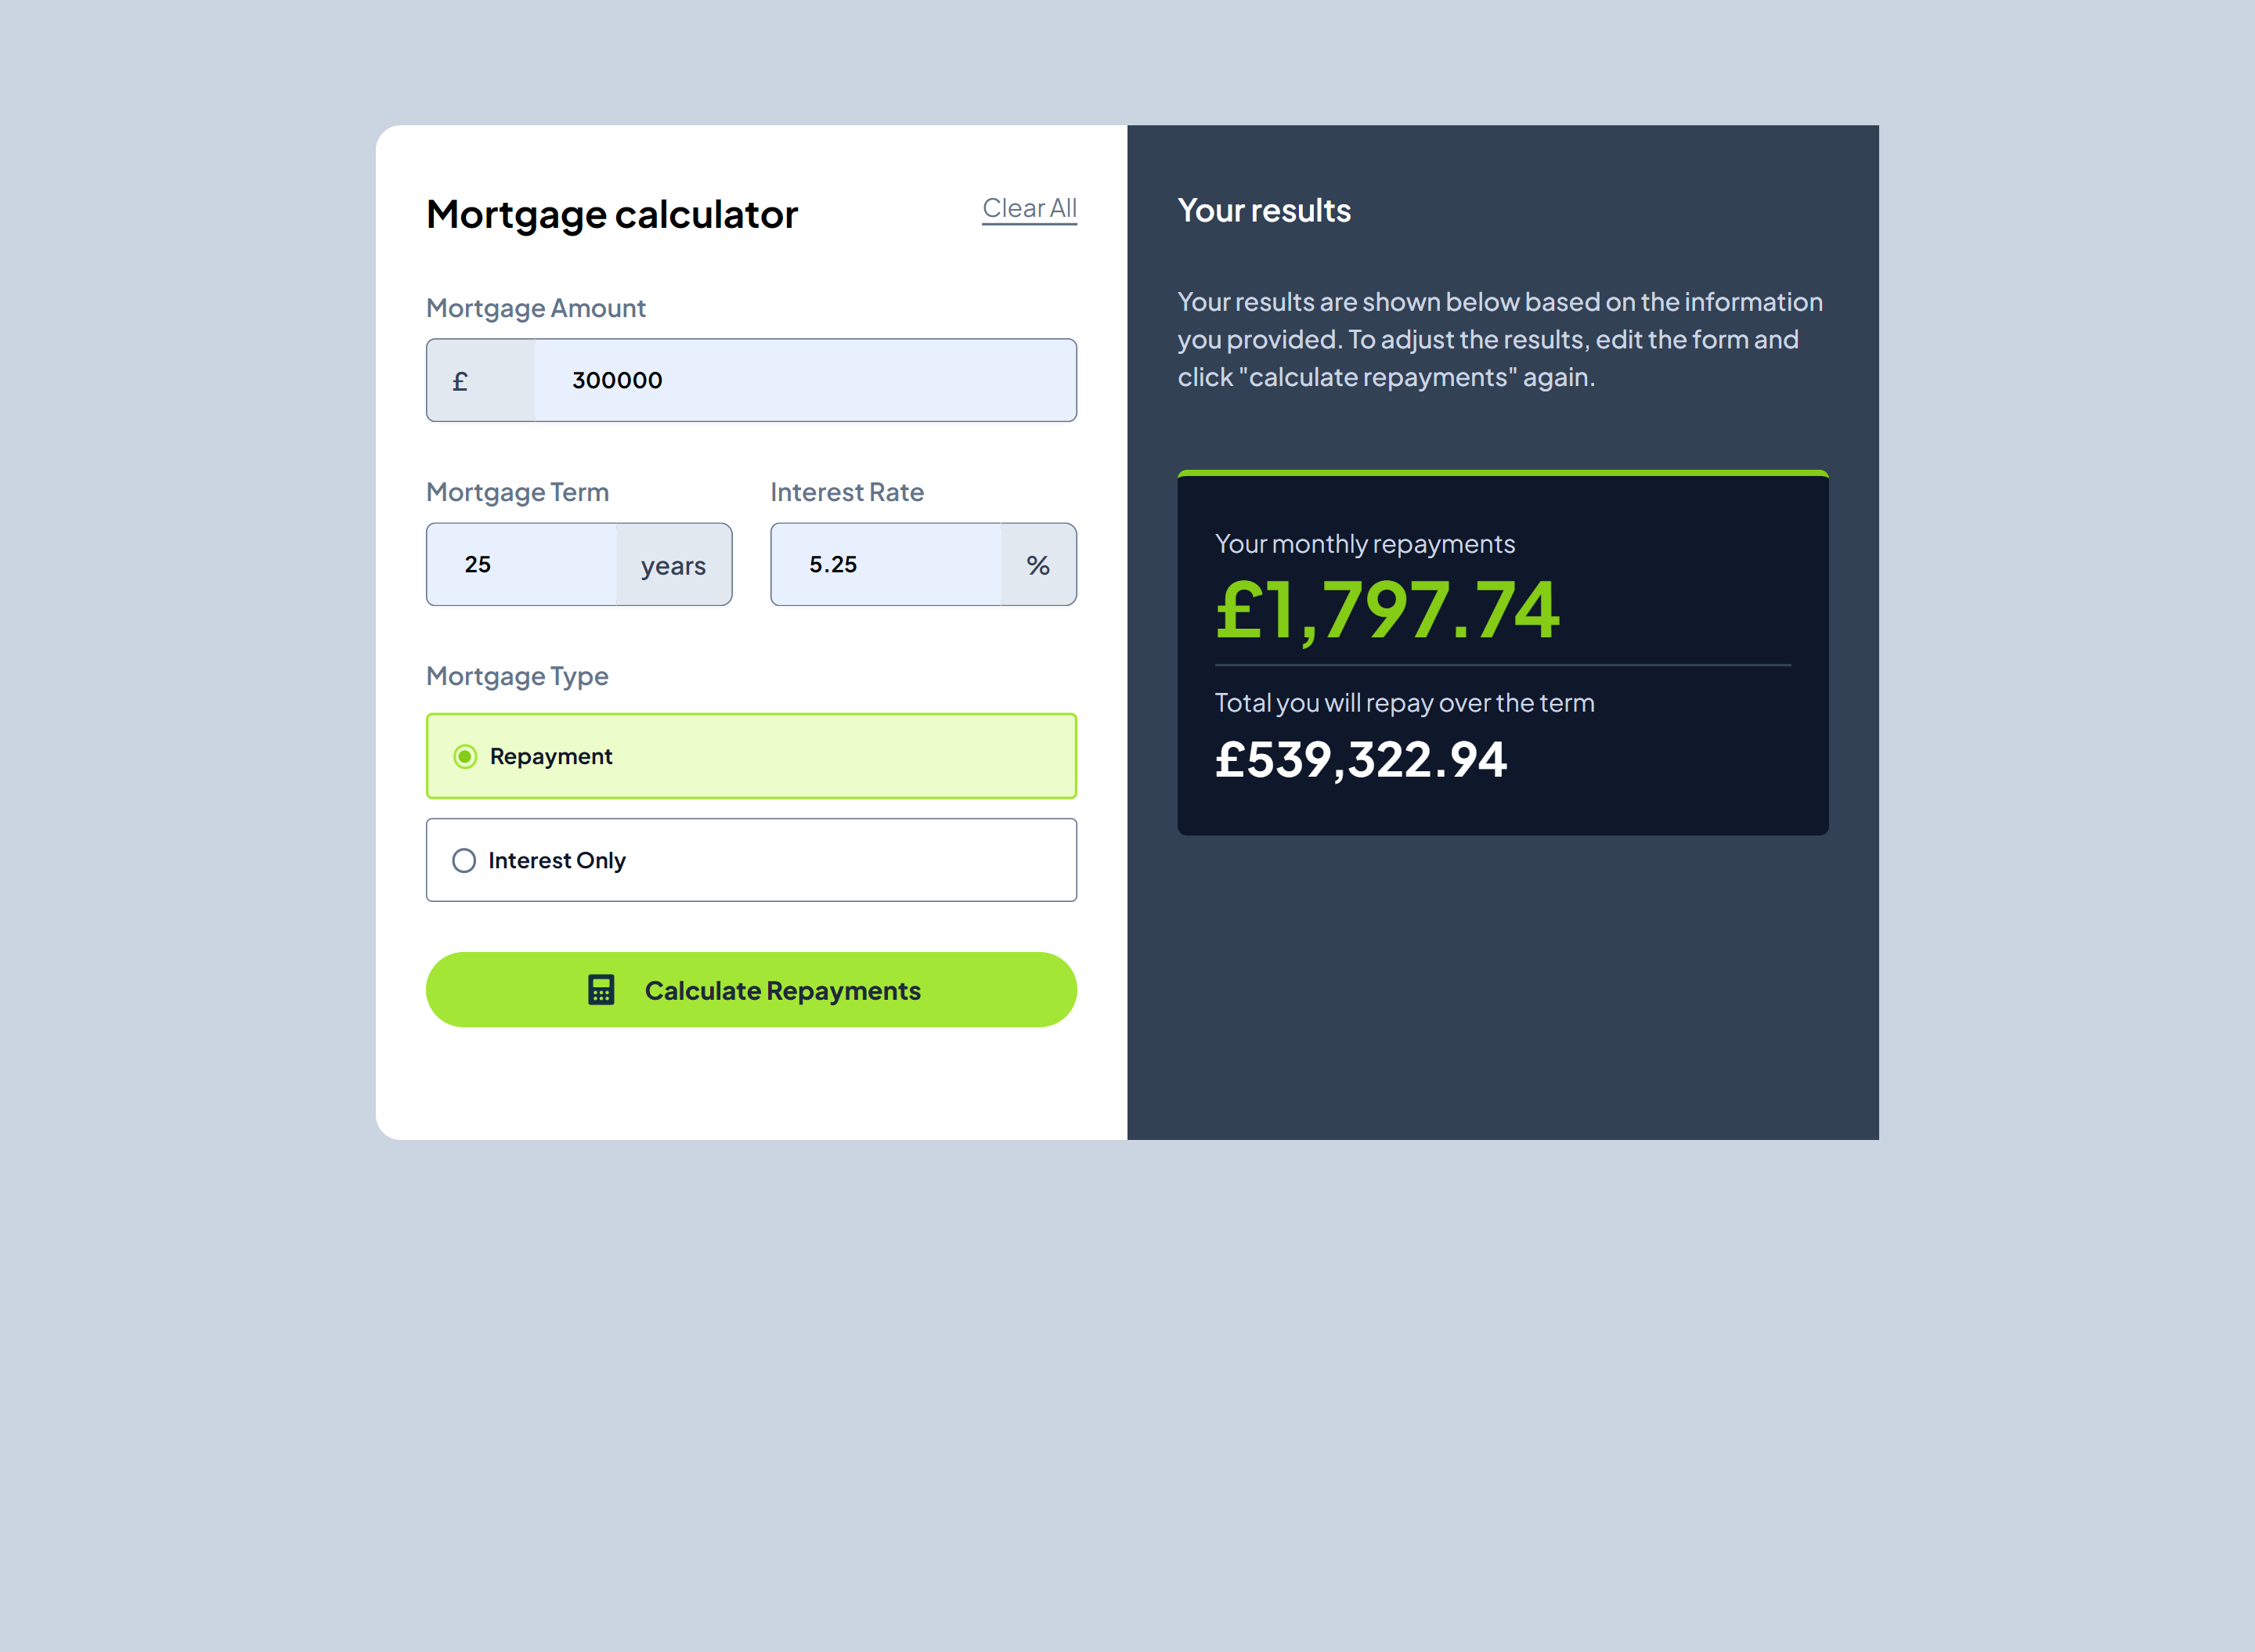 Mortgage calculator
Clear All
Mortgage Amount
£
300000
Mortgage Term
25
years
Interest Rate
5.25
%
Mortgage Type
Repayment
Interest Only
Calculate Repayments
Your results
Your results are shown below based on the information
you provided. To adjust the results, edit the form and
click "calculate repayments" again.
Your monthly repayments
£1,797.74
Total you will repay over the term
£539,322.94